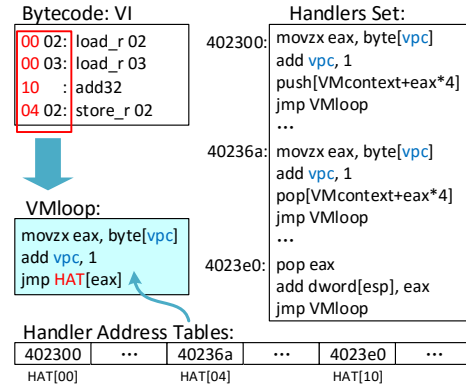 Bytecode: VI
00 02: load_r 02
00 03: load_r 03
10 : add32
04 02: store_r 02
VMloop:
movzx eax, byte[vpc]
add vpc, 1
jmp HAT[eax]
Handlers Set:
402300: movzx eax, byte[vpc]
add vpc, 1
push[VMcontext+eax*4]
jmp VMloop
...
40236a: movzx eax, byte[vpc]
add vpc, 1
pop[VMcontext+eax*4]
jmp VMloop
...
4023e0: pop eax
add dword[esp], eax
jmp VMloop
Handler Address Tables:
402300 ... 40236a ... 4023e0 ...
HAT[00] HAT[04] HAT[10]